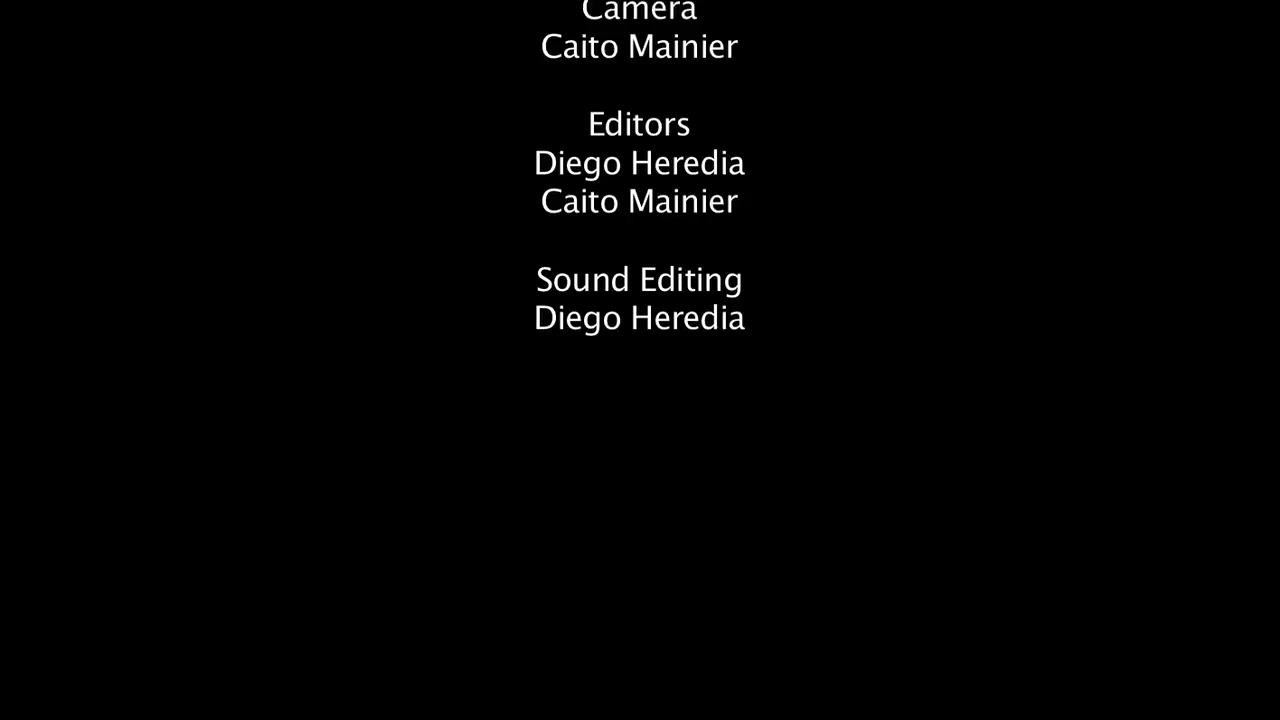 Camera
Caito Mainier
Editors
Diego Heredia
Caito Mainier
Sound Editing
Diego Heredia